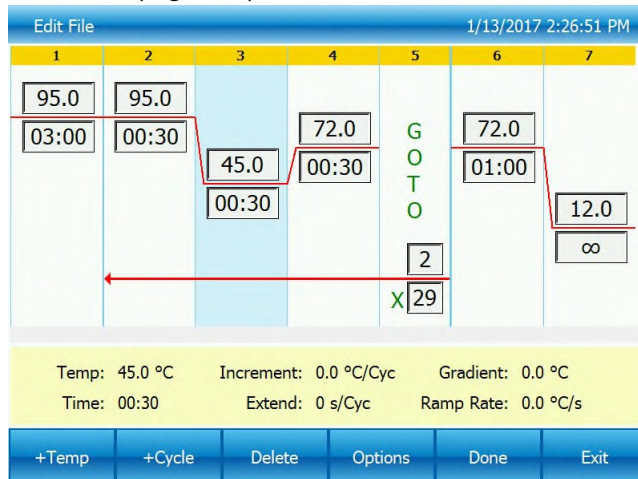 Edit File 1/13/2017 2:26:51 PM
1 2 3 4 5 6 7
95.0 95.0
03:00 00:30
45.0
00:30
72.0
00:30
GOTO
2
X 29
72.0
01:00
12.0
∞
Temp: 45.0 °C Increment: 0.0 °C/Cyc Gradient: 0.0 °C
Time: 00:30 Extend: 0 s/Cyc Ramp Rate: 0.0 °C/s
+Temp +Cycle Delete Options Done Exit